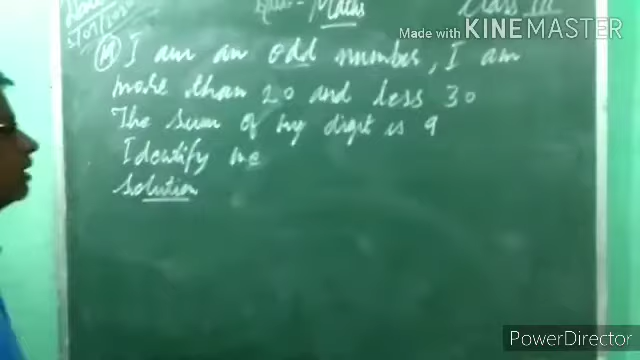 Maths
Class III
Made with KINEMASTER
I am an odd number, I am
more than 20 and less 30
The sum of my digit is 9
Identify me
Solution
PowerDirector